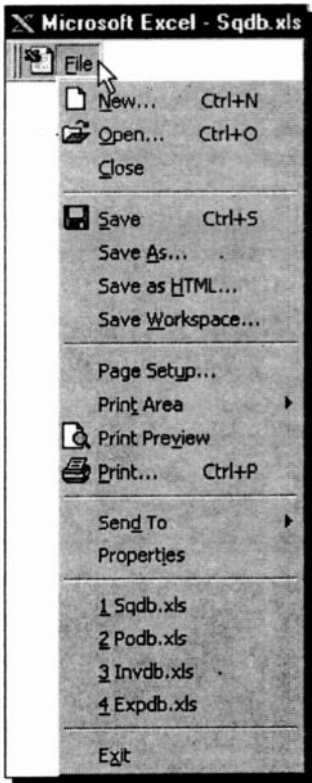 Microsoft Excel - Sqdb.xls
File
New... Ctrl+N
Open... Ctrl+O
Close
Save Ctrl+S
Save As...
Save as HTML...
Save Workspace...
Page Setup...
Print Area
Print Preview
Print... Ctrl+P
Send To
Properties
1 Sqdb.xls
2 Podb.xls
3 Invdb.xls
4 Expdb.xls
Exit